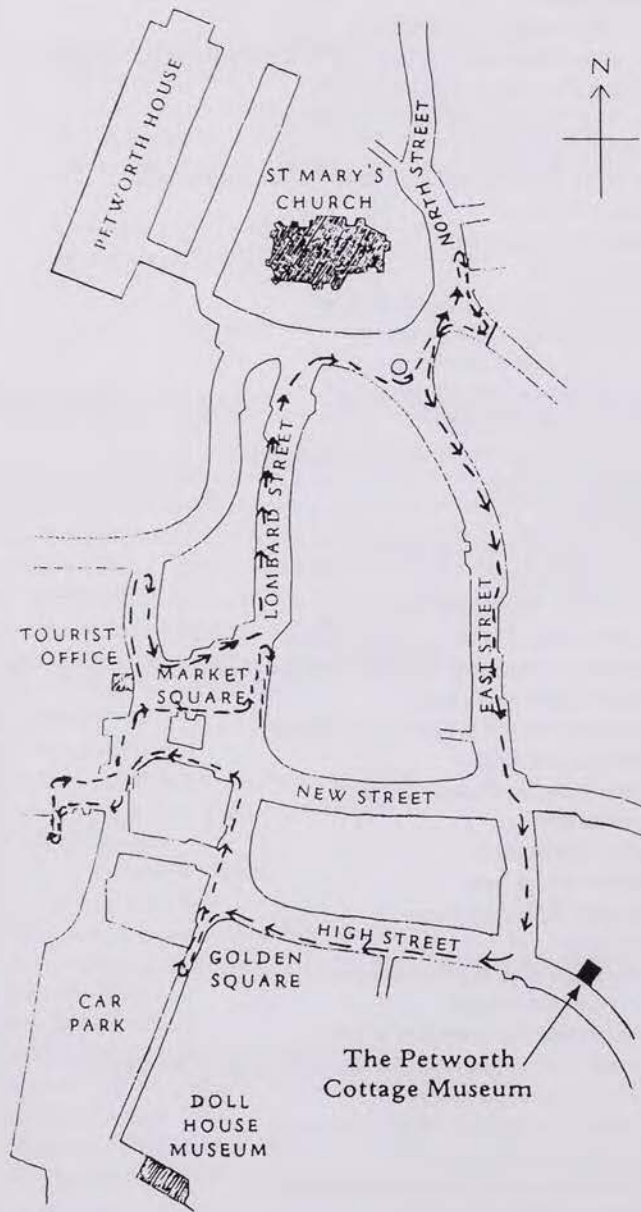 PETWORTH HOUSE
ST MARY'S
CHURCH
NORTH STREET
N
LOMBARD STREET
TOURIST
OFFICE
MARKET
SQUARE
EAST STREET
NEW STREET
HIGH STREET
GOLDEN
SQUARE
CAR
PARK
The Petworth
Cottage Museum
DOLL
HOUSE
MUSEUM